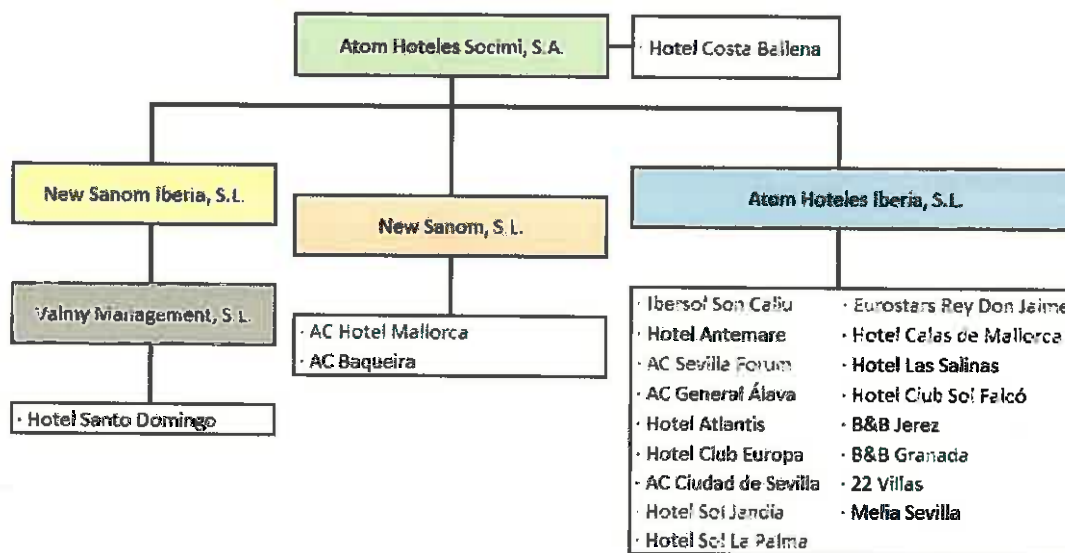 Atom Hoteles Socimi, S.A.
· Hotel Costa Ballena
New Sanom Iberia, S.L.
New Sanom, S.L.
Atom Hoteles Iberia, S.L.
Valmy Management, S.L.
· Hotel Santo Domingo
· AC Hotel Mallorca
· AC Baqueira
· Ibersol Son Caliu
· Hotel Antemare
· AC Sevilla Forum
· AC General Álava
· Hotel Atlantis
· Hotel Club Europa
· AC Ciudad de Sevilla
· Hotel Sol Jandia
· Hotel Sol La Palma
· Eurostars Rey Don Jaime
· Hotel Calas de Mallorca
· Hotel Las Salinas
· Hotel Club Sol Falcó
· B&B Jerez
· B&B Granada
· 22 Villas
· Melia Sevilla